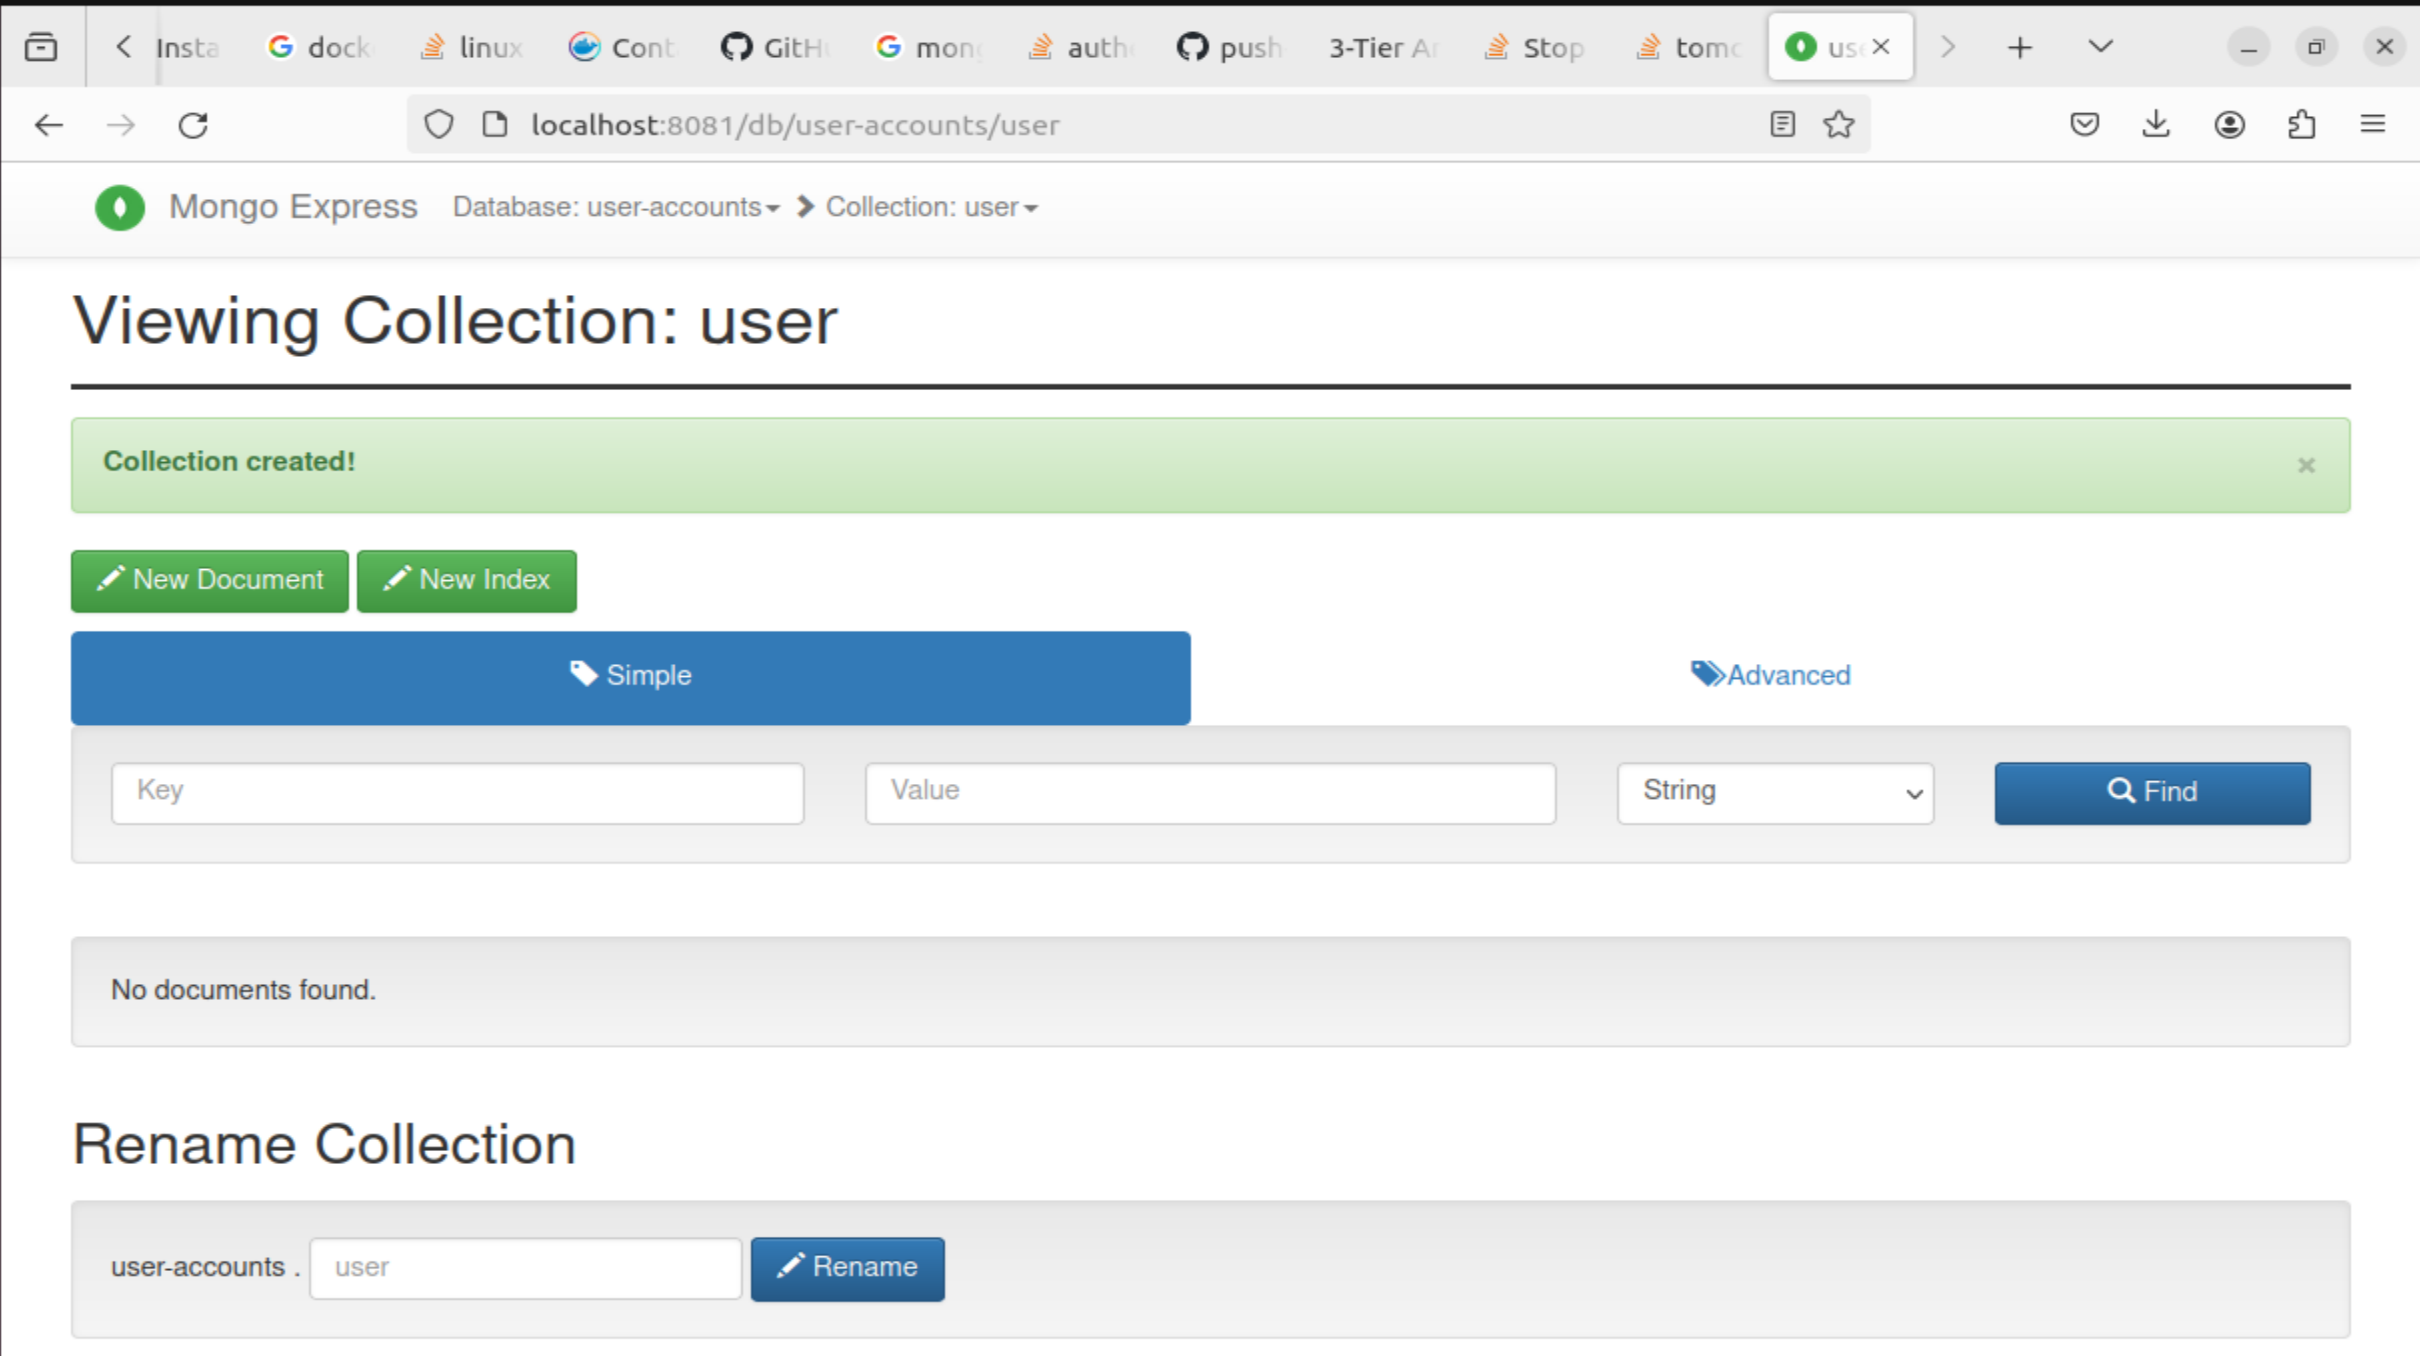 Insta dock linux Cont GitH mon auth push 3-Tier Ar Stop tomc use
localhost:8081/db/user-accounts/user
Mongo Express Database: user-accounts Collection: user
Viewing Collection: user
Collection created! ×
New Document New Index
Simple Advanced
Key Value String Find
No documents found.
Rename Collection
user-accounts . user Rename